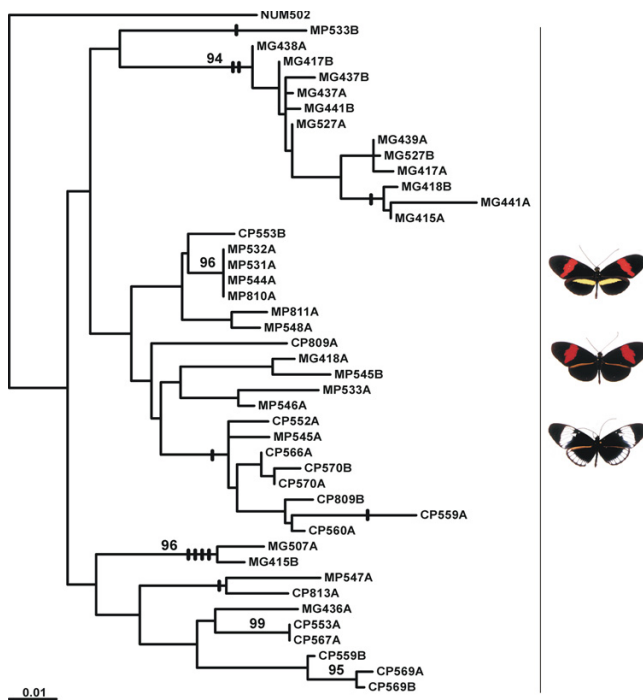 NUM502
MP533B
MG438A
94
MG417B
MG437B
MG437A
MG441B
MG527A
MG439A
MG527B
MG417A
MG418B
MG441A
MG415A
CP553B
MP532A
96
MP531A
MP544A
MP810A
MP811A
MP548A
CP809A
MG418A
MP545B
MP533A
MP546A
CP552A
MP545A
CP566A
CP570B
CP570A
CP809B
CP559A
CP560A
96
MG507A
MG415B
MP547A
CP813A
MG436A
99
CP553A
CP567A
CP559B
95
CP569A
CP569B
0.01